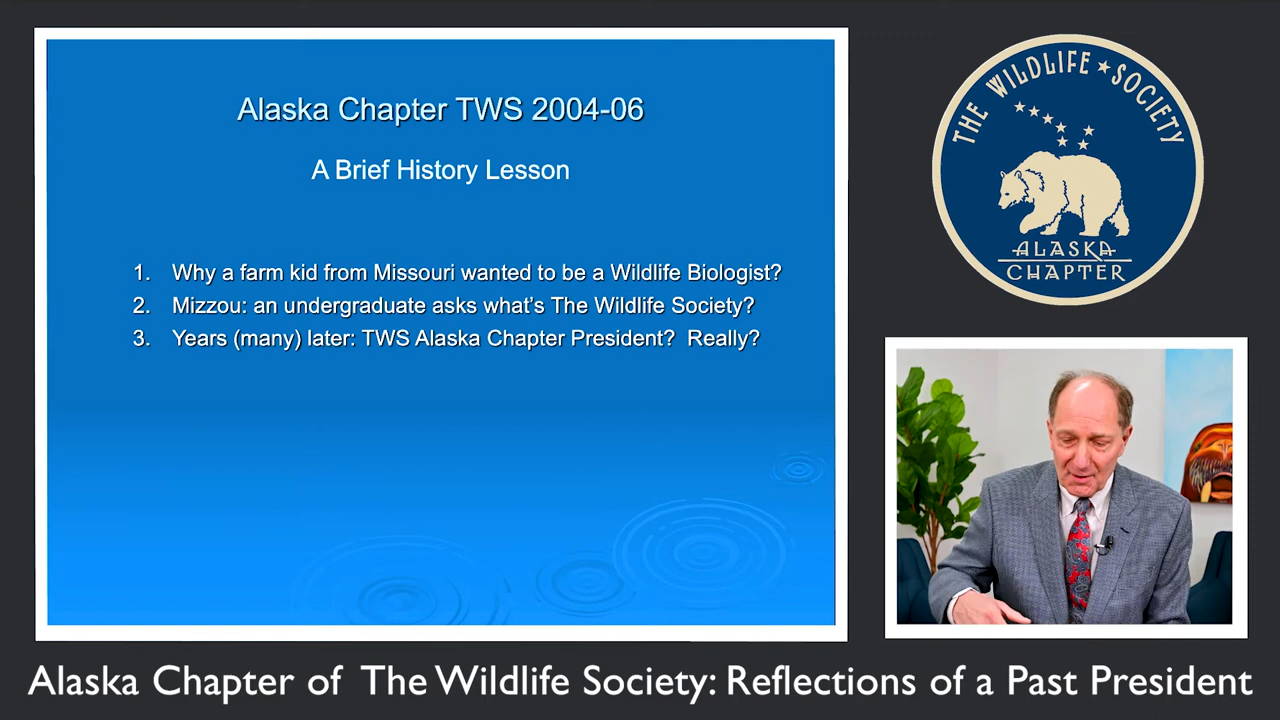 Alaska Chapter TWS 2004-06
A Brief History Lesson
1. Why a farm kid from Missouri wanted to be a Wildlife Biologist?
2. Mizzou: an undergraduate asks what's The Wildlife Society?
3. Years (many) later: TWS Alaska Chapter President?  Really?
THE WILDLIFE ★ SOCIETY
ALASKA
CHAPTER
Alaska Chapter of The Wildlife Society: Reflections of a Past President